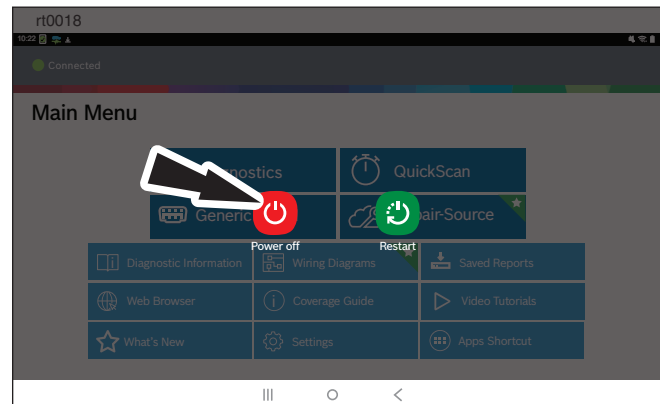 rt0018
10:22
Connected
Main Menu
nostics
QuickScan
Generic
pair-Source
Power off
Restart
Diagnostic Information
Wiring Diagrams
Saved Reports
Web Browser
Coverage Guide
Video Tutorials
What's New
Settings
Apps Shortcut